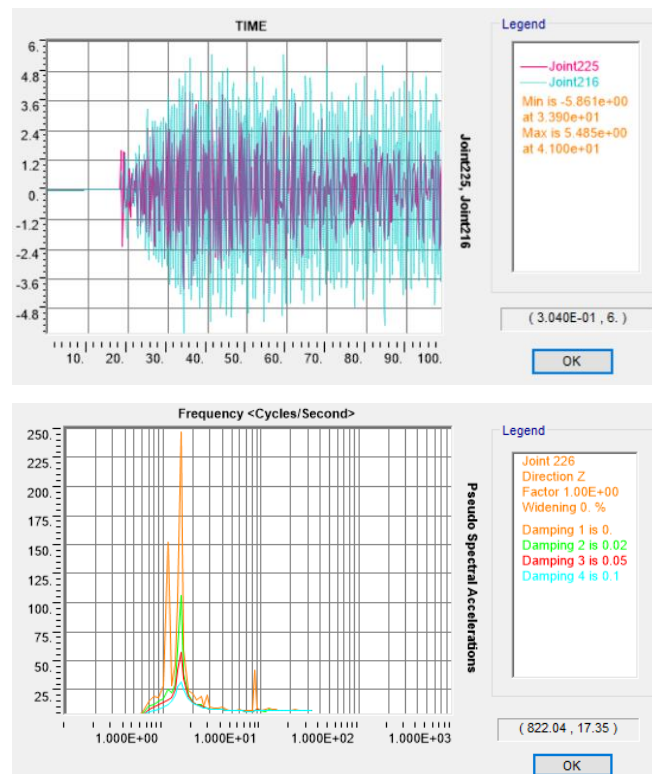 TIME
6.
4.8
3.6
2.4
1.2
0.
-1.2
-2.4
-3.6
-4.8
10. 20. 30. 40. 50. 60. 70. 80. 90. 100.
Joint225, Joint216
Legend
Joint225
Joint216
Min is -5.861e+00
at 3.390e+01
Max is 5.485e+00
at 4.100e+01
( 3.040E-01 , 6. )
OK
Frequency <Cycles/Second>
250.
225.
200.
175.
150.
125.
100.
75.
50.
25.
1.000E+00 1.000E+01 1.000E+02 1.000E+03
Pseudo Spectral Accelerations
Legend
Joint 226
Direction Z
Factor 1.00E+00
Widening 0. %
Damping 1 is 0.
Damping 2 is 0.02
Damping 3 is 0.05
Damping 4 is 0.1
( 822.04 , 17.35 )
OK